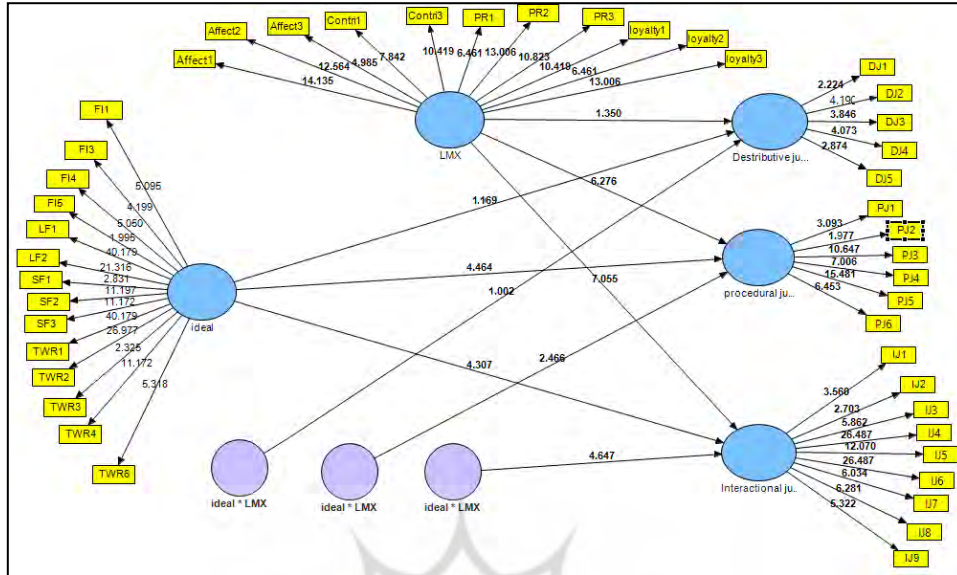 Affect1
Affect2
Affect3
Contri1
Contri3
PR1
PR2
PR3
loyalty1
loyalty2
loyalty3
14.135
12.564
4.985
7.842
10.419
6.461
13.006
10.823
10.419
6.461
13.006
LMX
FI1
FI3
FI4
FI5
LF1
LF2
SF1
SF2
SF3
TWR1
TWR2
TWR3
TWR4
5.095
4.199
5.050
1.995
40.179
21.316
2.831
11.197
11.172
40.179
26.977
2.325
11.172
5.318
ideal
1.350
6.276
7.055
1.169
4.464
4.307
1.002
2.466
4.647
ideal * LMX
ideal * LMX
ideal * LMX
2.224
4.190
3.846
4.073
2.874
DJ1
DJ2
DJ3
DJ4
DJ5
Destributive ju...
3.093
1.977
10.647
7.006
15.481
6.453
PJ1
PJ2
PJ3
PJ4
PJ5
PJ6
procedural ju...
2.703
5.862
26.487
12.070
26.487
6.034
6.281
5.322
IJ1
IJ2
IJ3
IJ4
IJ5
IJ6
IJ7
IJ8
IJ9
Interactional ju...